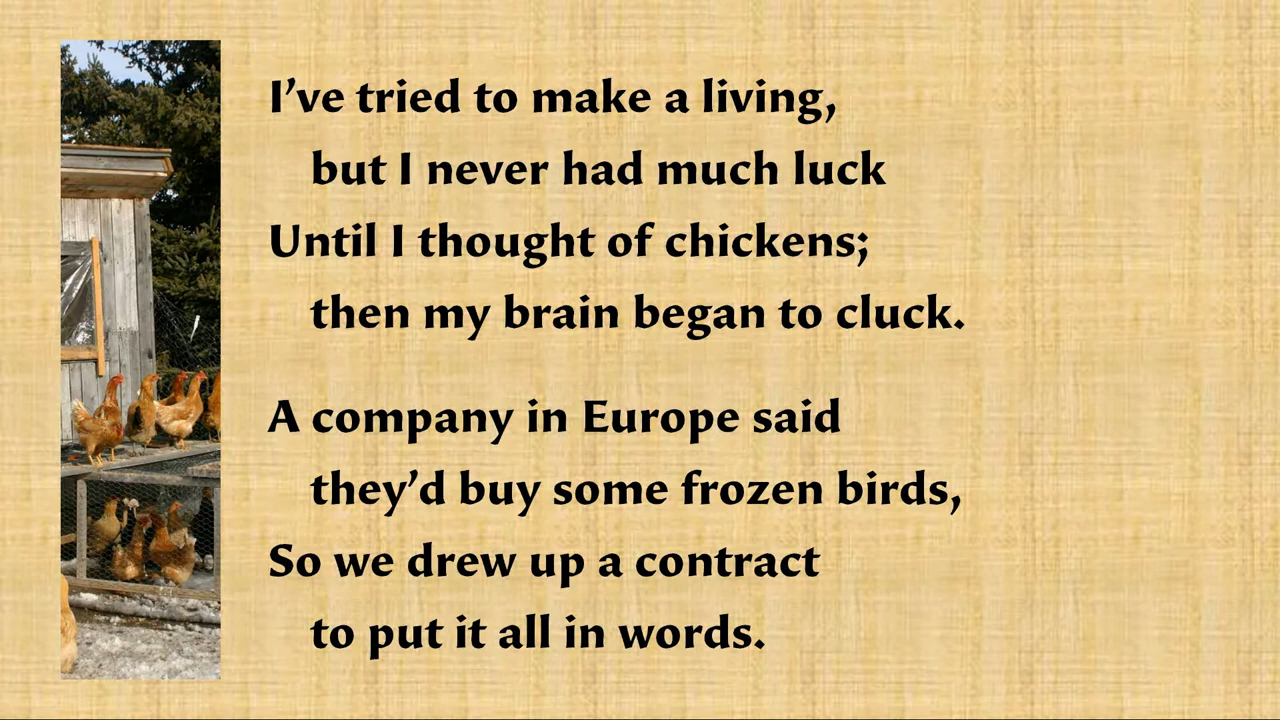 I’ve tried to make a living,
but I never had much luck
Until I thought of chickens;
then my brain began to cluck.
A company in Europe said
they’d buy some frozen birds,
So we drew up a contract
to put it all in words.